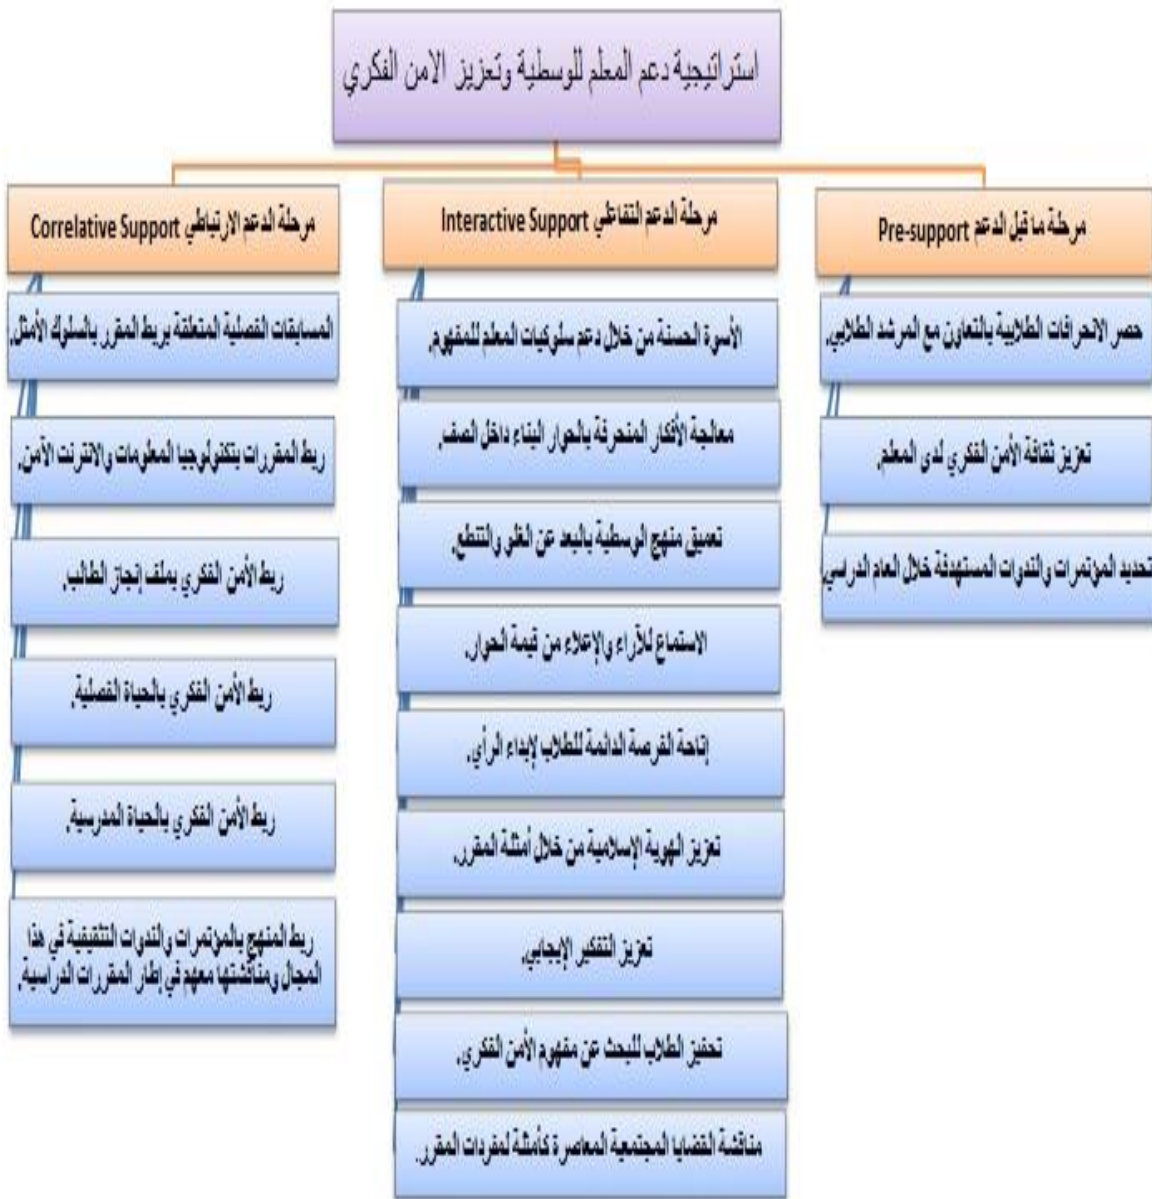 استراتيجية دعم المعلم للوسطية وتعزيز الامن الفكري
مرحلة ما قبل الدعم Pre-support
حصر الانحرافات الطلابية بالتعاون مع المرشد الطلابي.
تعزيز ثقافة الأمن الفكري لدى المعلم.
تحديد المؤتمرات والندوات المستهدفة خلال العام الدراسي.
مرحلة الدعم التفاعلي Interactive Support
الأسوة الحسنة من خلال دعم سلوكيات المعلم للمفهوم.
معالجة الأفكار المنحرفة بالحوار البناء داخل الصف.
تعميق منهج الوسطية بالبعد عن الغلو والتنطع.
الاستماع للآراء والإعلاء من قيمة الحوار.
إتاحة الفرصة الدائمة للطلاب لإبداء الرأي.
تعزيز الهوية الإسلامية من خلال أمثلة المقرر.
تعزيز التفكير الإيجابي.
تحفيز الطلاب للبحث عن مفهوم الأمن الفكري.
مناقشة القضايا المجتمعية المعاصرة كأمثلة لمفردات المقرر.
مرحلة الدعم الارتباطي Correlative Support
المسابقات الفصلية المتعلقة بربط المقرر بالسلوك الأمثل.
ربط المقررات بتكنولوجيا المعلومات والانترنت الآمن.
ربط الأمن الفكري بملف إنجاز الطالب.
ربط الأمن الفكري بالحياة الفصلية.
ربط الأمن الفكري بالحياة المدرسية.
ربط المنهج بالمؤتمرات والندوات التثقيفية في هذا
المجال ومناقشتها معهم في إطار المقررات الدراسية.